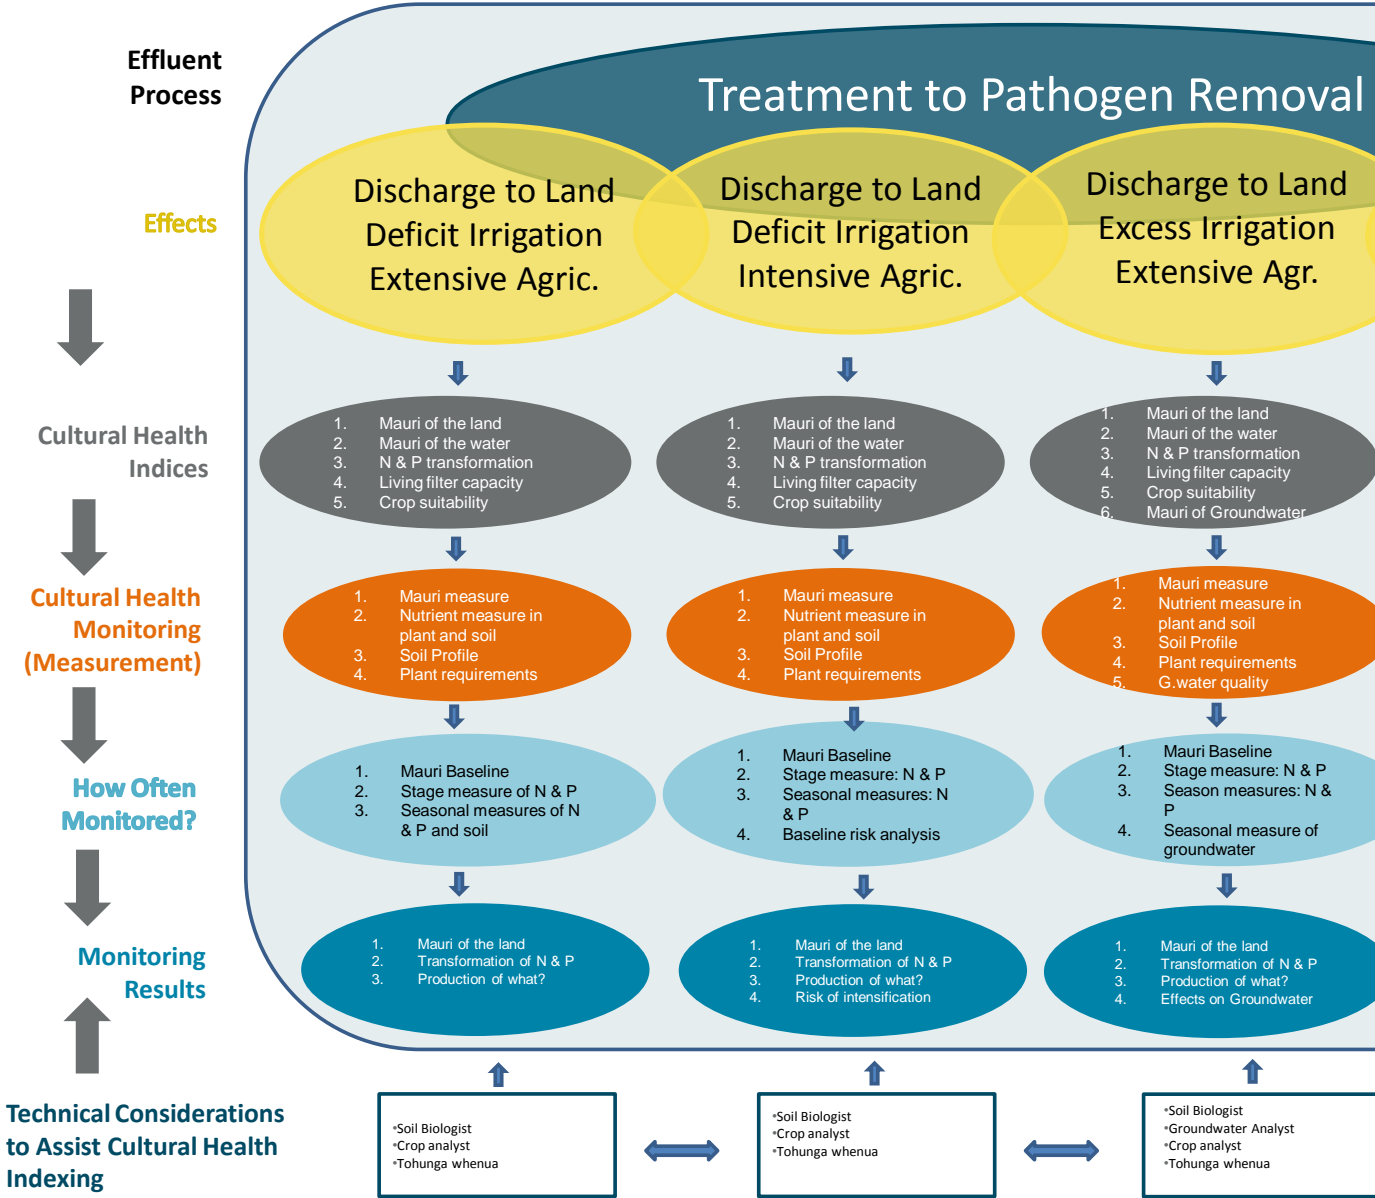 Effluent
Process
Treatment to Pathogen Removal
Effects
Discharge to Land
Deficit Irrigation
Extensive Agric.
Discharge to Land
Deficit Irrigation
Intensive Agric.
Discharge to Land
Excess Irrigation
Extensive Agr.
Cultural Health
Indices
1. Mauri of the land
2. Mauri of the water
3. N & P transformation
4. Living filter capacity
5. Crop suitability
1. Mauri of the land
2. Mauri of the water
3. N & P transformation
4. Living filter capacity
5. Crop suitability
1. Mauri of the land
2. Mauri of the water
3. N & P transformation
4. Living filter capacity
5. Crop suitability
6. Mauri of Groundwater
Cultural Health
Monitoring
(Measurement)
1. Mauri measure
2. Nutrient measure in
plant and soil
3. Soil Profile
4. Plant requirements
1. Mauri measure
2. Nutrient measure in
plant and soil
3. Soil Profile
4. Plant requirements
1. Mauri measure
2. Nutrient measure in
plant and soil
3. Soil Profile
4. Plant requirements
5. G.water quality
How Often
Monitored?
1. Mauri Baseline
2. Stage measure of N & P
3. Seasonal measures of N
& P and soil
1. Mauri Baseline
2. Stage measure: N & P
3. Seasonal measures: N
& P
4. Baseline risk analysis
1. Mauri Baseline
2. Stage measure: N & P
3. Season measures: N &
P
4. Seasonal measure of
groundwater
Monitoring
Results
1. Mauri of the land
2. Transformation of N & P
3. Production of what?
1. Mauri of the land
2. Transformation of N & P
3. Production of what?
4. Risk of intensification
1. Mauri of the land
2. Transformation of N & P
3. Production of what?
4. Effects on Groundwater
Technical Considerations
to Assist Cultural Health
Indexing
•Soil Biologist
•Crop analyst
•Tohunga whenua
•Soil Biologist
•Crop analyst
•Tohunga whenua
•Soil Biologist
•Groundwater Analyst
•Crop analyst
•Tohunga whenua